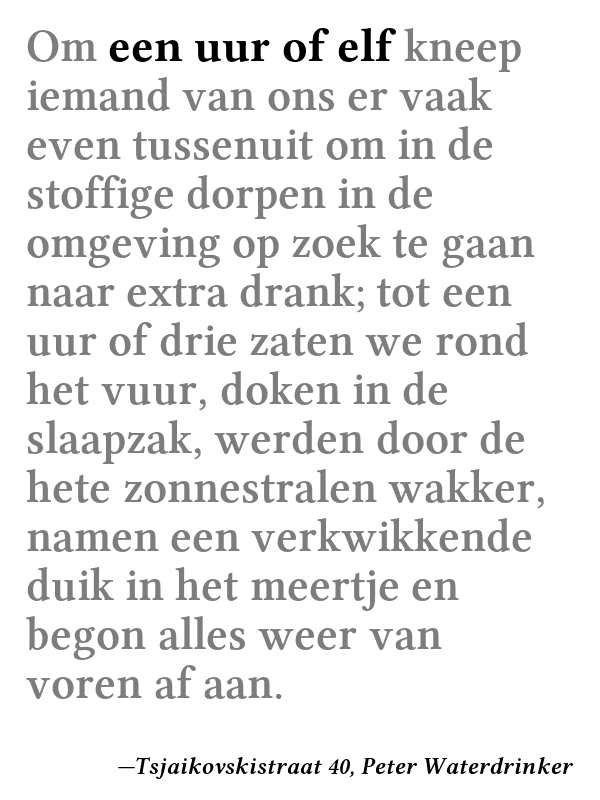 Om een uur of elf kneep
iemand van ons er vaak
even tussenuit om in de
stoffige dorpen in de
omgeving op zoek te gaan
naar extra drank; tot een
uur of drie zaten we rond
het vuur, doken in de
slaapzak, werden door de
hete zonnestralen wakker,
namen een verkwikkende
duik in het meertje en
begon alles weer van
voren af aan.
—Tsjaikovskistraat 40, Peter Waterdrinker